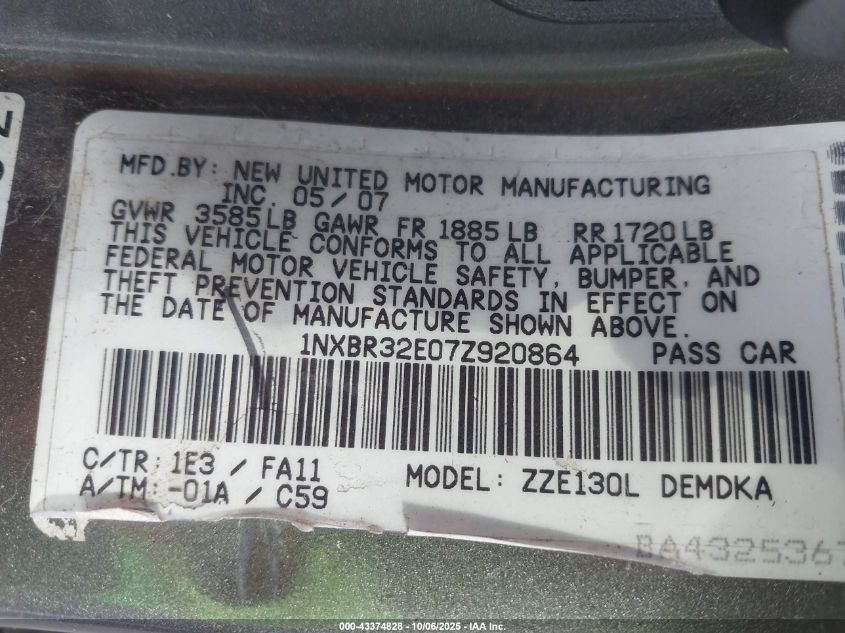 MFD.BY: NEW UNITED MOTOR MANUFACTURING
INC. 05/07
GVWR 3585LB GAWR FR 1885LB RR1720LB
THIS VEHICLE CONFORMS TO ALL APPLICABLE
FEDERAL MOTOR VEHICLE SAFETY, BUMPER, AND
THEFT PREVENTION STANDARDS IN EFFECT ON
THE DATE OF MANUFACTURE SHOWN ABOVE.
1NXBR32E07Z920864 PASS CAR
C/TR: 1E3 / FA11
A/TM: -01A / C59
MODEL: ZZE130L DEMDKA
BA4325367
000-43374828 - 10/06/2025 - IAA Inc.